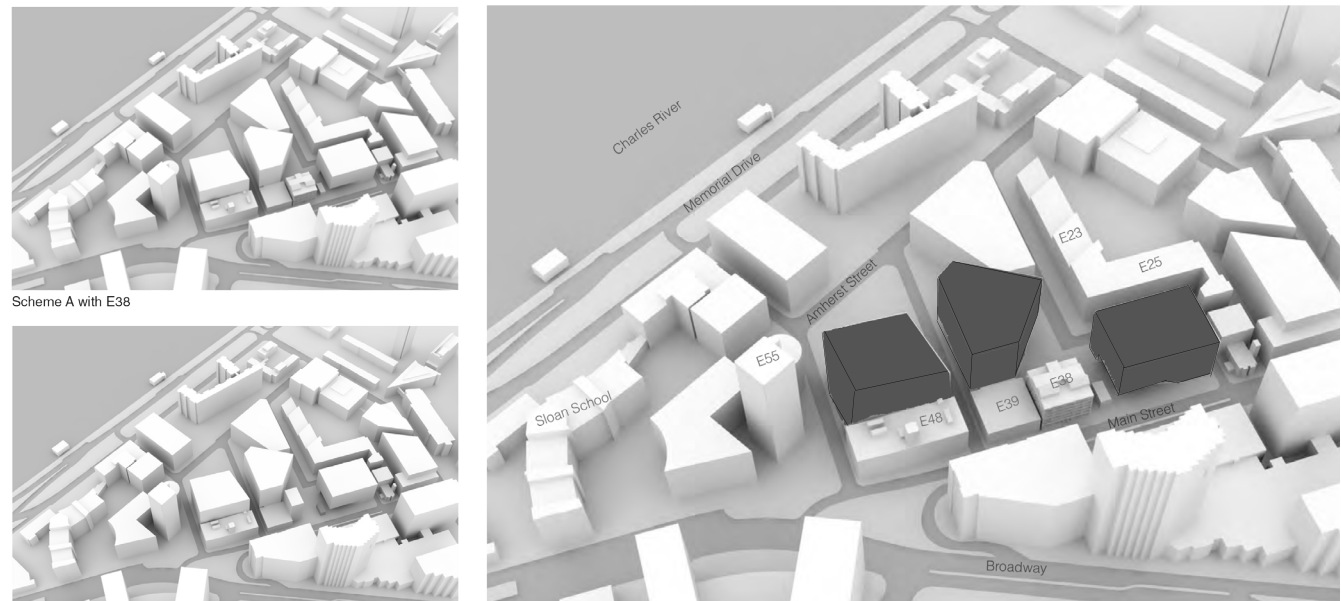 Scheme A with E38
Charles River
Memorial Drive
Amherst Street
E23
E25
E55
Sloan School
E48
E39
E38
Main Street
Broadway